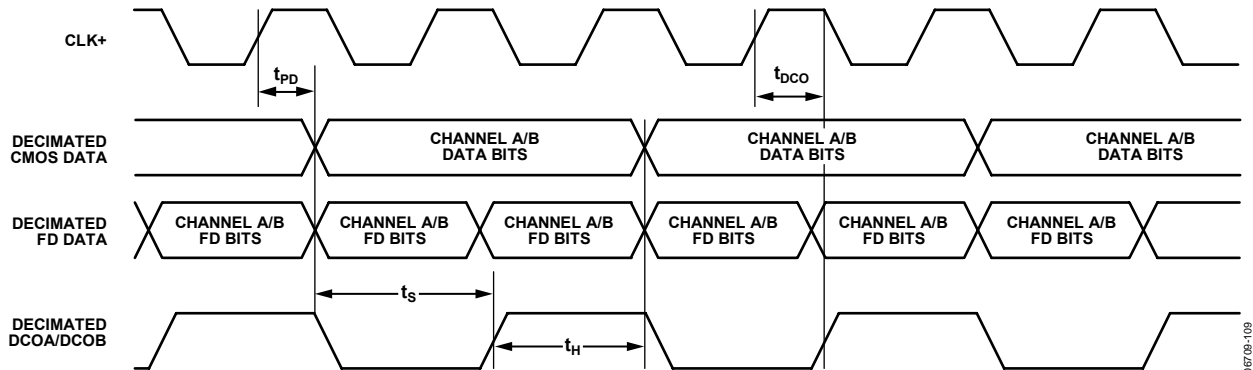 CLK+
tPD
tDCO
DECIMATED
CMOS DATA
CHANNEL A/B
DATA BITS
CHANNEL A/B
DATA BITS
CHANNEL A/B
DATA BITS
DECIMATED
FD DATA
CHANNEL A/B
FD BITS
CHANNEL A/B
FD BITS
CHANNEL A/B
FD BITS
CHANNEL A/B
FD BITS
CHANNEL A/B
FD BITS
CHANNEL A/B
FD BITS
tS
DECIMATED
DCOA/DCOB
tH
06709-109